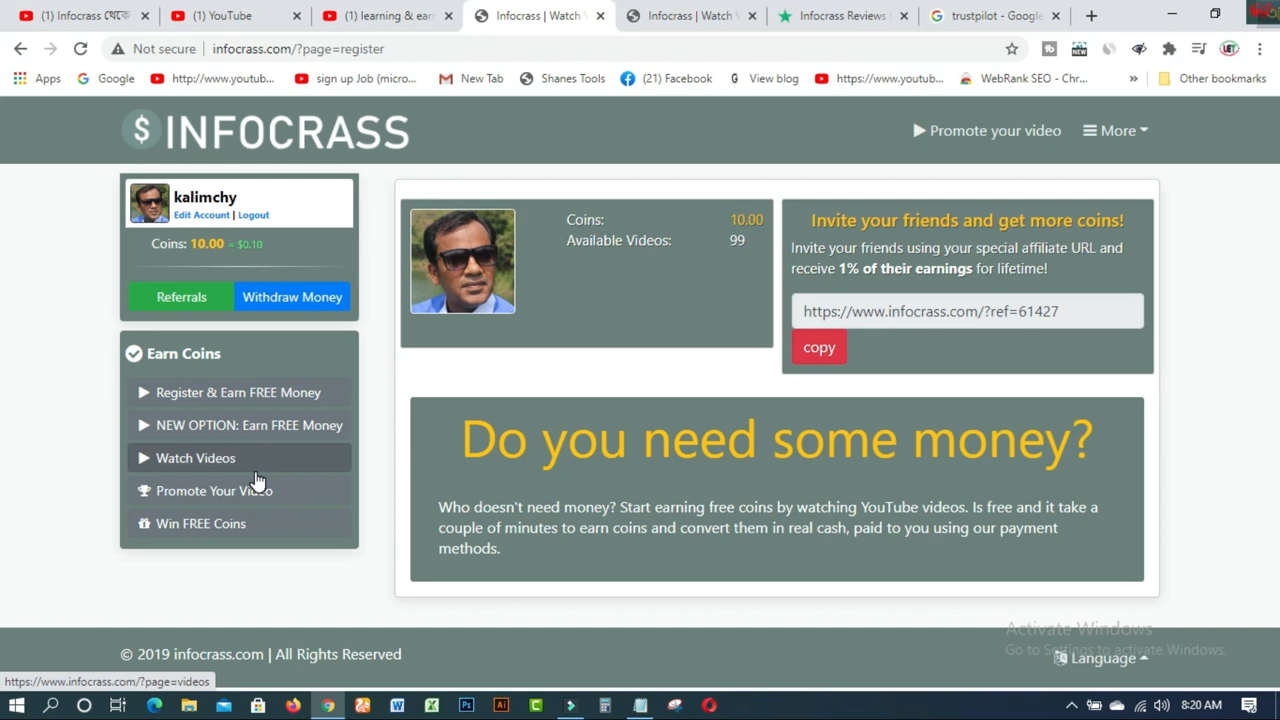 (1) Infocrass থেকে
(1) YouTube
(1) learning & earn
Infocrass | Watch
Infocrass | Watch
Infocrass Reviews |
trustpilot - Google
Not secure | infocrass.com/?page=register
Apps
Google
http://www.youtub...
sign up Job (micro...
New Tab
Shanes Tools
(21) Facebook
View blog
https://www.youtub...
WebRank SEO - Chr...
»
Other bookmarks
$ INFOCRASS
Promote your video
More
kalimchy
Edit Account | Logout
Coins: 10.00 = $0.10
Referrals
Withdraw Money
Coins: 10.00
Available Videos: 99
Invite your friends and get more coins!
Invite your friends using your special affiliate URL and
receive 1% of their earnings for lifetime!
https://www.infocrass.com/?ref=61427
copy
Earn Coins
Register & Earn FREE Money
NEW OPTION: Earn FREE Money
Watch Videos
Promote Your Video
Win FREE Coins
Do you need some money?
Who doesn't need money? Start earning free coins by watching YouTube videos. Is free and it take a
couple of minutes to earn coins and convert them in real cash, paid to you using our payment
methods.
Activate Windows
Go to Settings to activate Windows.
© 2019 infocrass.com | All Rights Reserved
Language
https://www.infocrass.com/?page=videos
8:20 AM